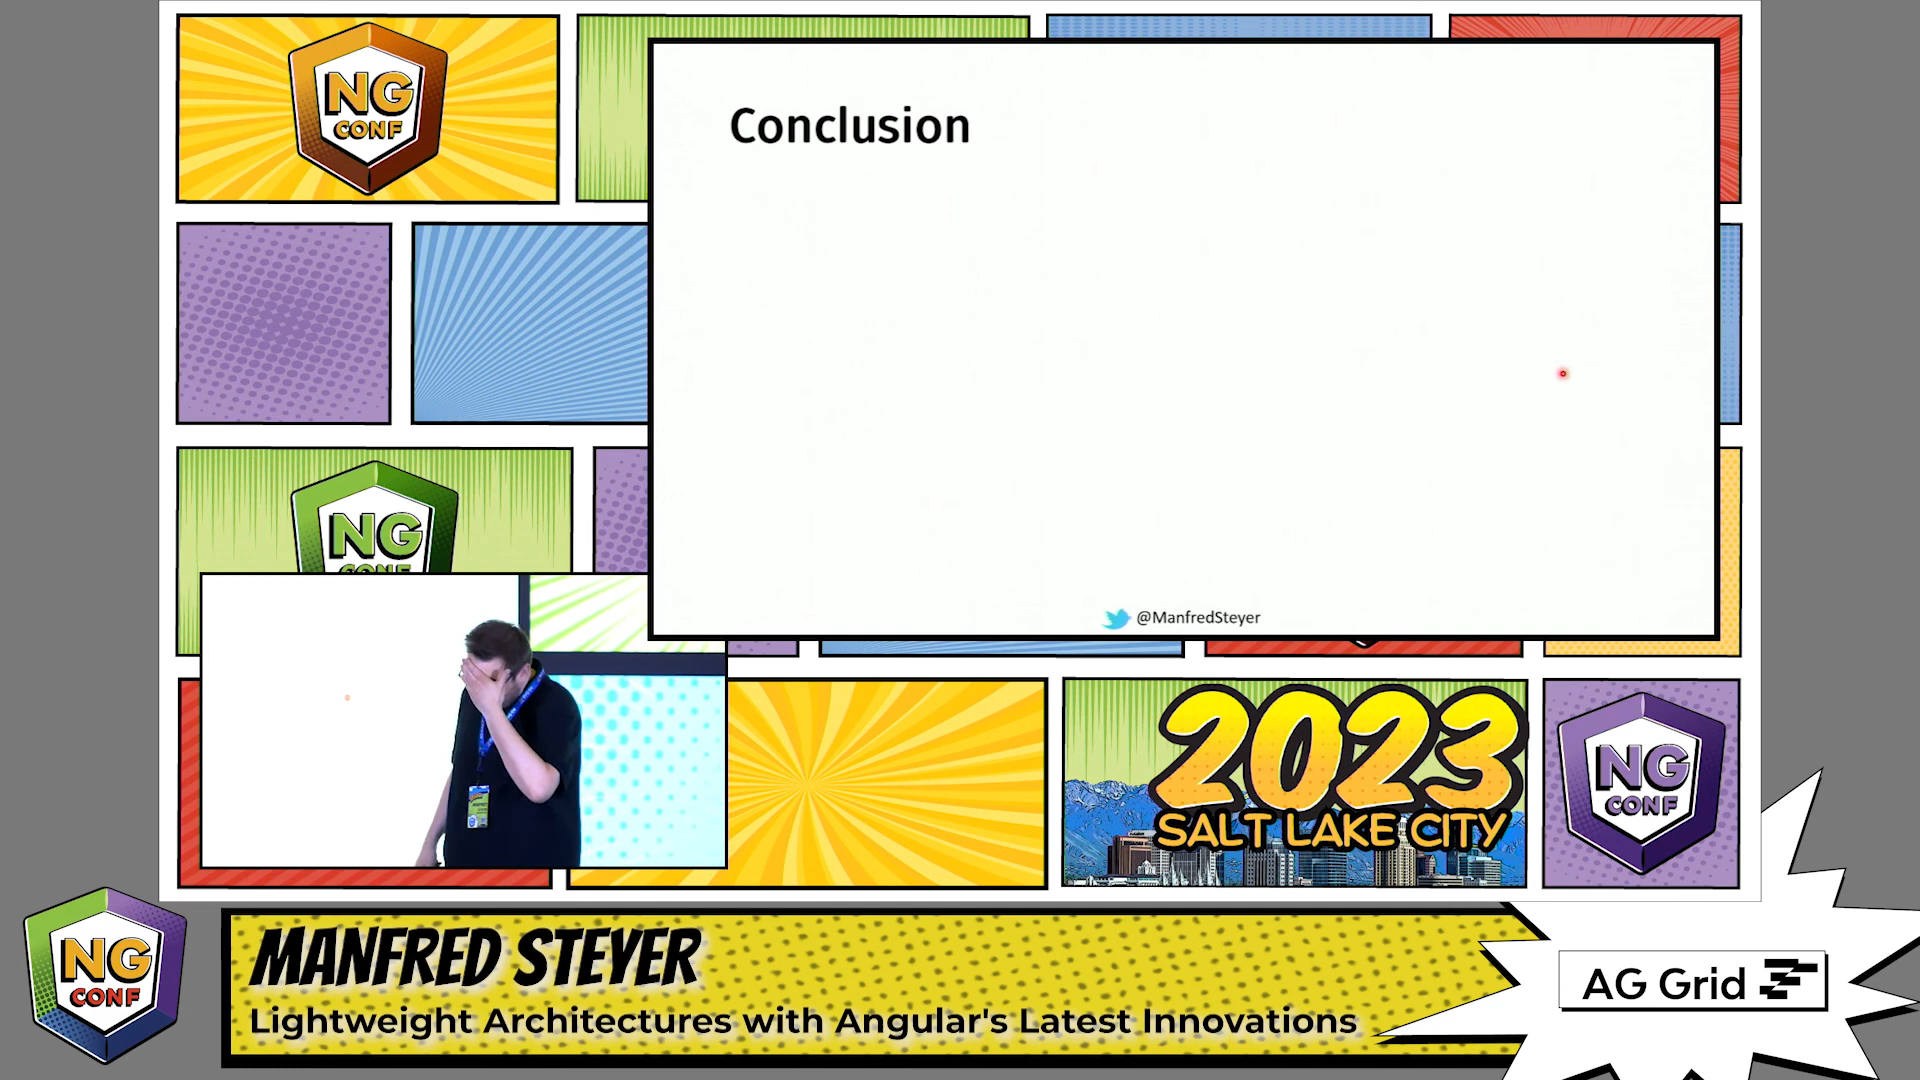 NG
CONF
Conclusion
@ManfredSteyer
NG
CONF
2023
SALT LAKE CITY
NG
CONF
NG
CONF
MANFRED STEYER
Lightweight Architectures with Angular's Latest Innovations
AG Grid